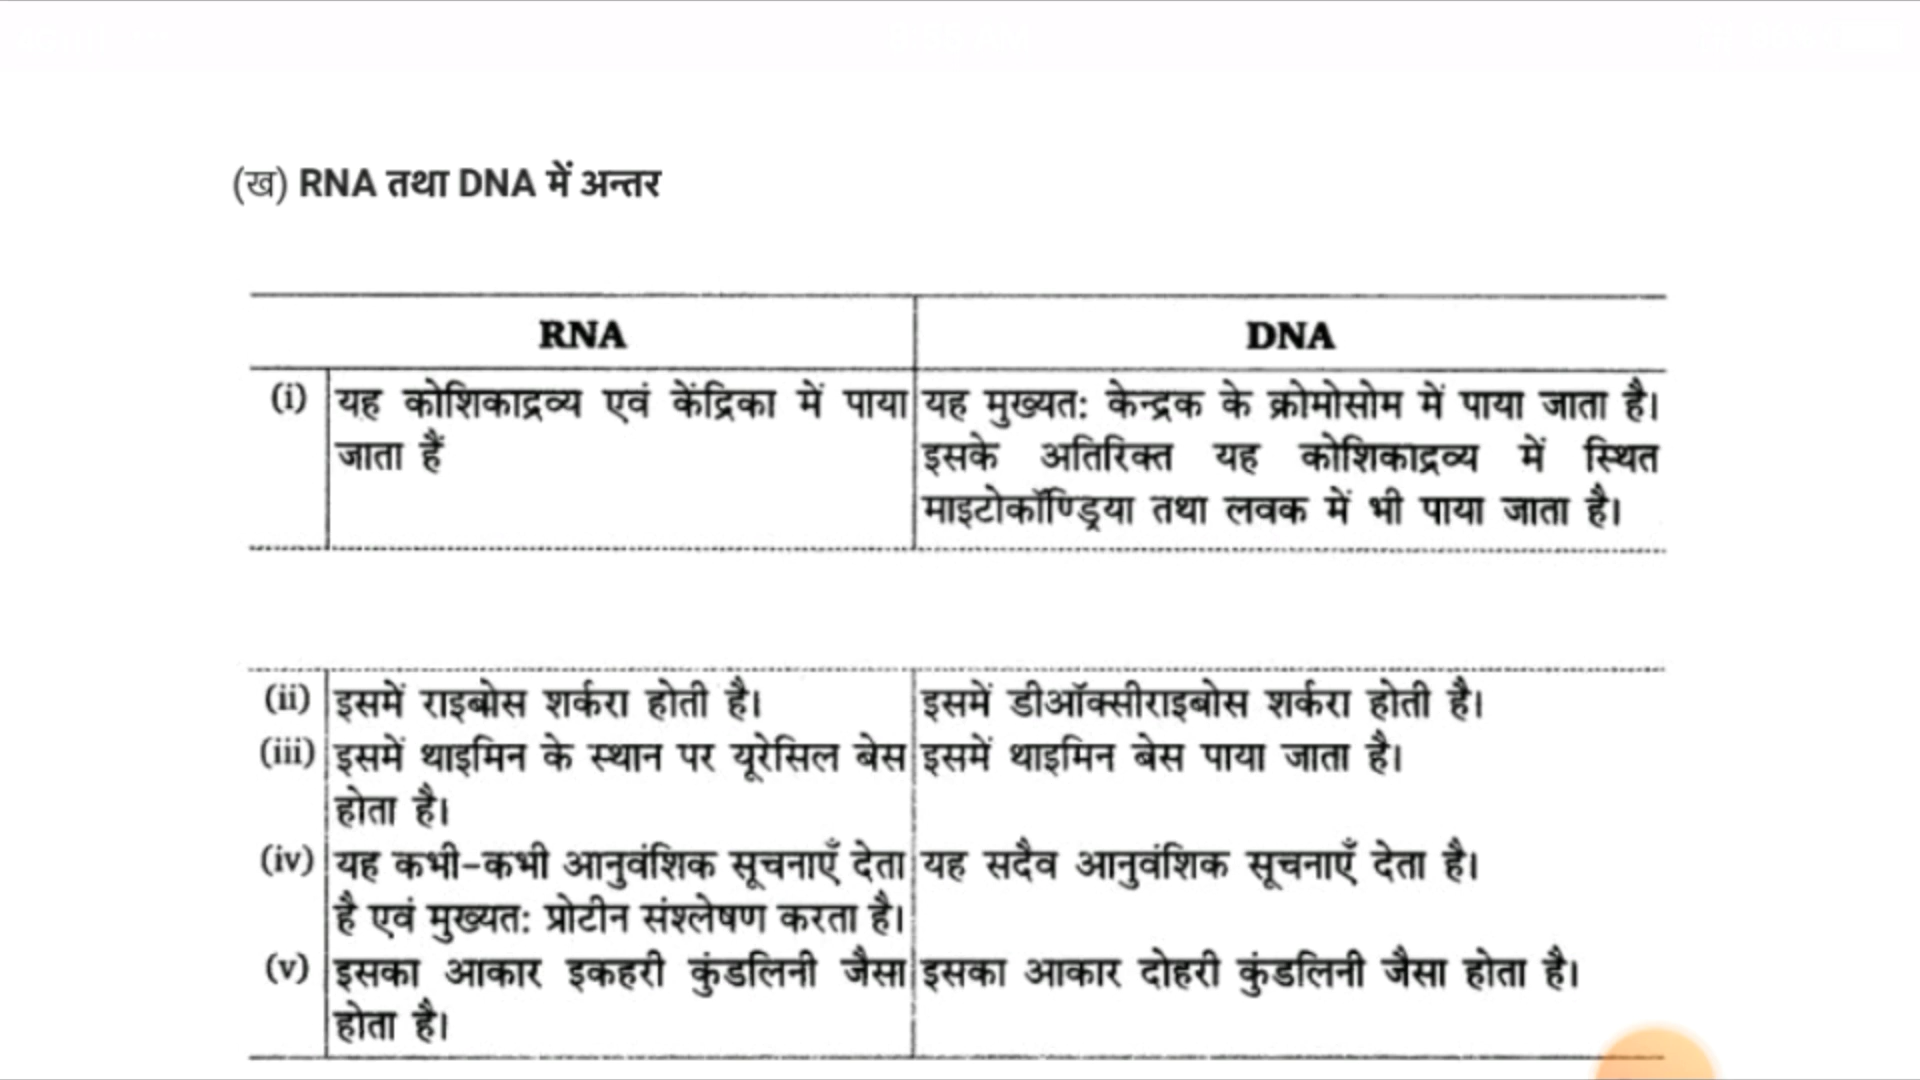 (ख) RNA तथा DNA में अन्तर
RNA DNA
(i) यह कोशिकाद्रव्य एवं केंद्रिका में पाया यह मुख्यत: केन्द्रक के क्रोमोसोम में पाया जाता है।
जाता हैं इसके अतिरिक्त यह कोशिकाद्रव्य में स्थित
माइटोकॉण्ड्रिया तथा लवक में भी पाया जाता है।
(ii) इसमें राइबोस शर्करा होती है। इसमें डीऑक्सीराइबोस शर्करा होती है।
(iii) इसमें थाइमिन के स्थान पर यूरेसिल बेस इसमें थाइमिन बेस पाया जाता है।
होता है।
(iv) यह कभी-कभी आनुवंशिक सूचनाएँ देता यह सदैव आनुवंशिक सूचनाएँ देता है।
है एवं मुख्यत: प्रोटीन संश्लेषण करता है।
(v) इसका आकार इकहरी कुंडलिनी जैसा इसका आकार दोहरी कुंडलिनी जैसा होता है।
होता है।